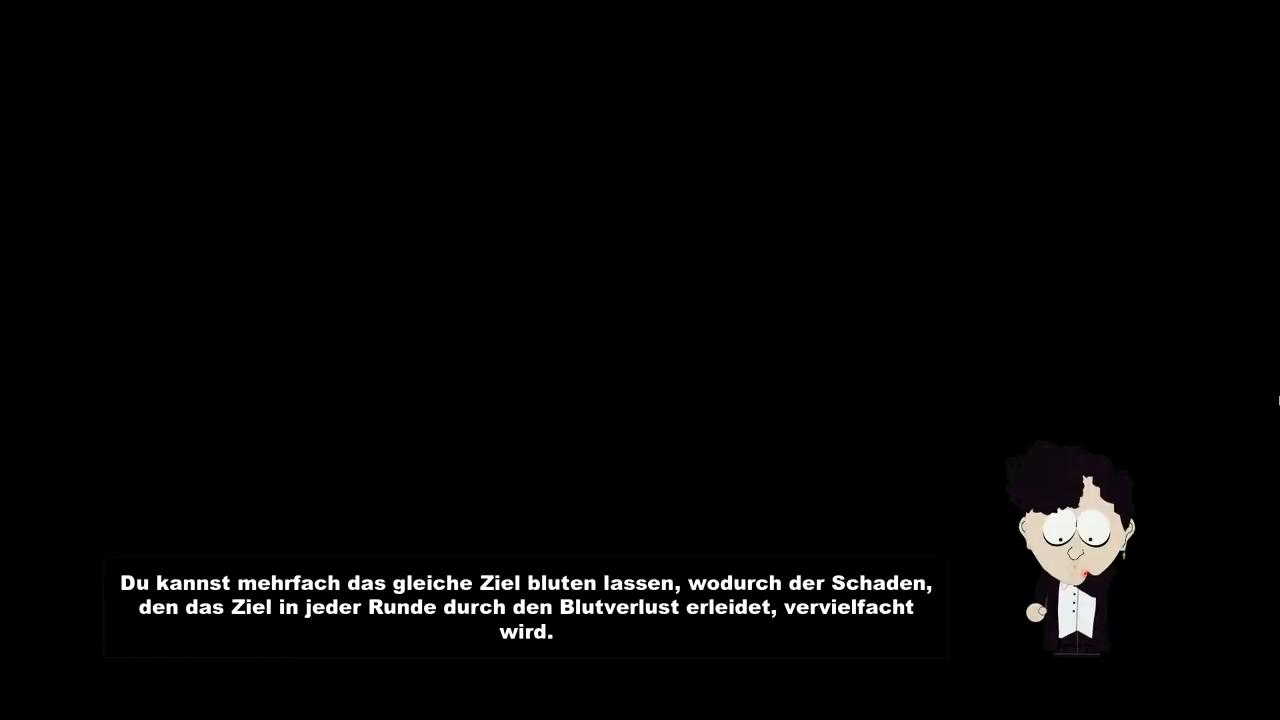 Du kannst mehrfach das gleiche Ziel bluten lassen, wodurch der Schaden,
den das Ziel in jeder Runde durch den Blutverlust erleidet, vervielfacht
wird.